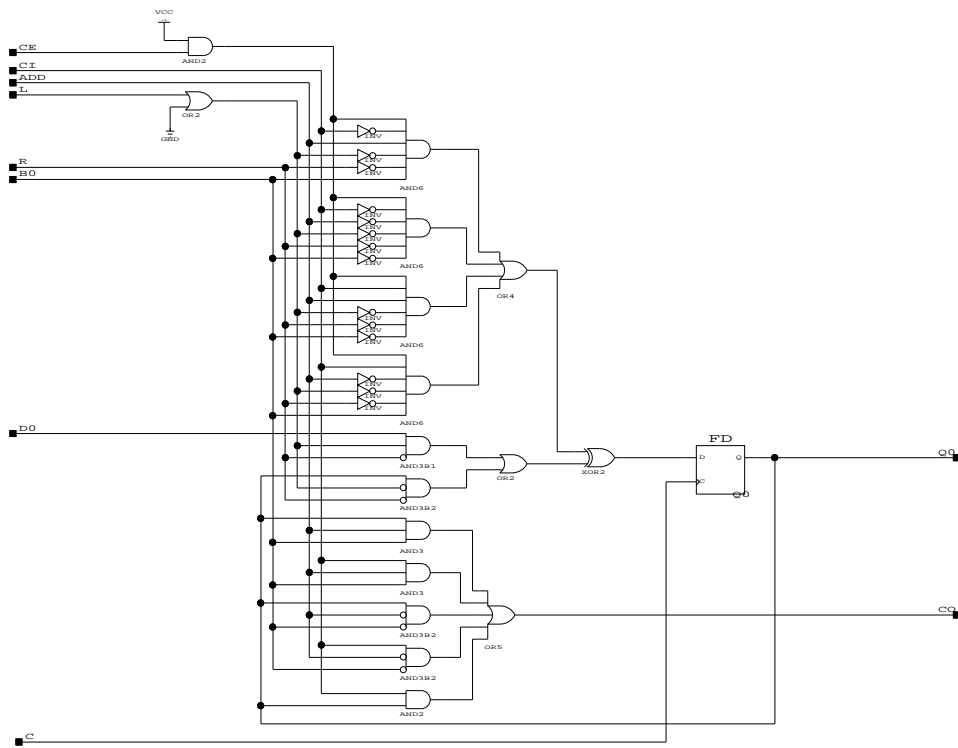 VCC
CE
AND2
CI
ADD
L
OR2
GND
INV
INV
R
INV
B0
AND6
INV
INV
INV
INV
INV
AND6
OR4
INV
INV
INV
AND6
INV
INV
INV
AND6
D0
FD
Q0
D
Q
AND3B1
OR2
XOR2
C
Q0
AND3B2
AND3
AND3
CO
AND3B2
OR5
AND3B2
AND2
C